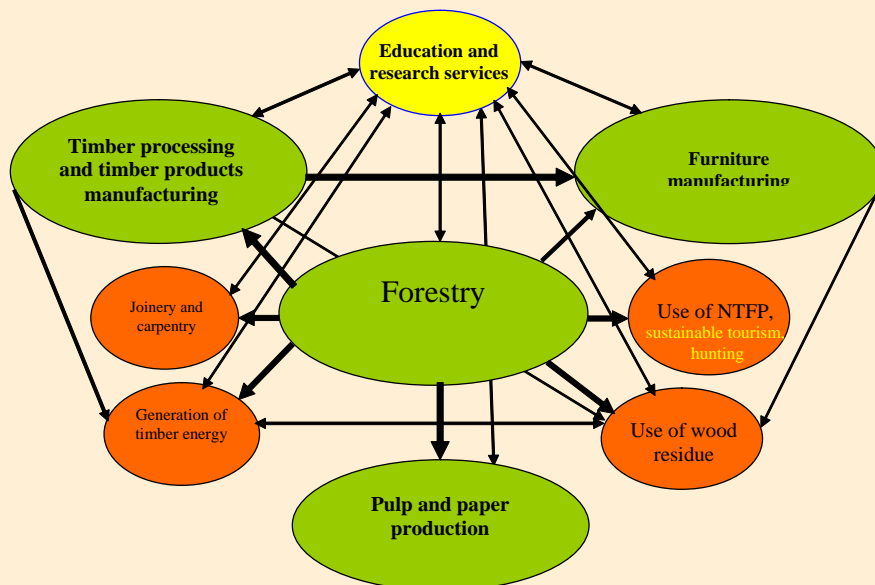 Education and
research services
Timber processing
and timber products
manufacturing
Furniture
manufacturing
Forestry
Joinery and
carpentry
Use of NTFP,
sustainable tourism,
hunting
Generation of
timber energy
Use of wood
residue
Pulp and paper
production